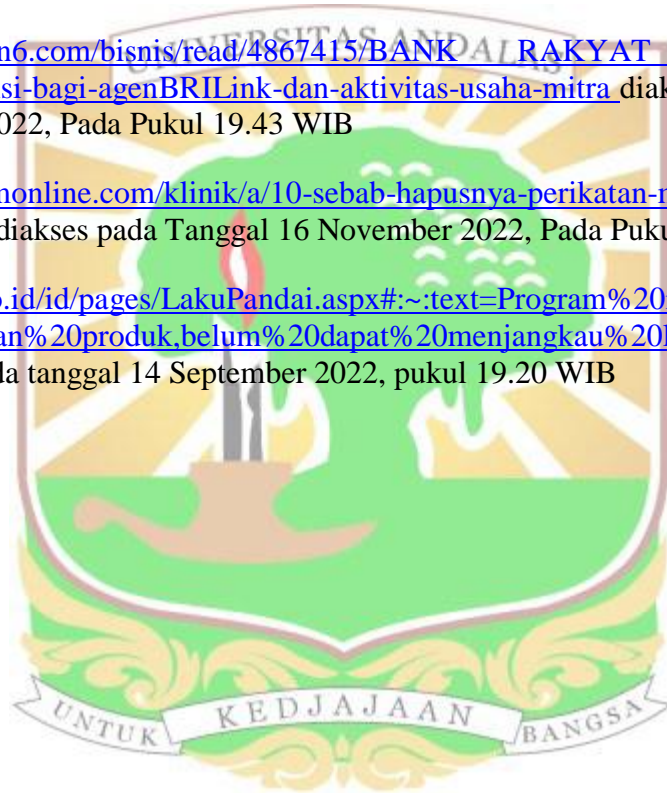 UNIVERSITAS ANDALAS
n6.com/bisnis/read/4867415/BANK RAKYAT
si-bagi-agenBRILink-dan-aktivitas-usaha-mitra diak
022, Pada Pukul 19.43 WIB
nonline.com/klinik/a/10-sebab-hapusnya-perikatan-
diakses pada Tanggal 16 November 2022, Pada Puku
.id/id/pages/LakuPandai.aspx#:~:text=Program%20
an%20produk,belum%20dapat%20menjangkau%20
da tanggal 14 September 2022, pukul 19.20 WIB
UNTUK KEDJAJAAN BANGSA